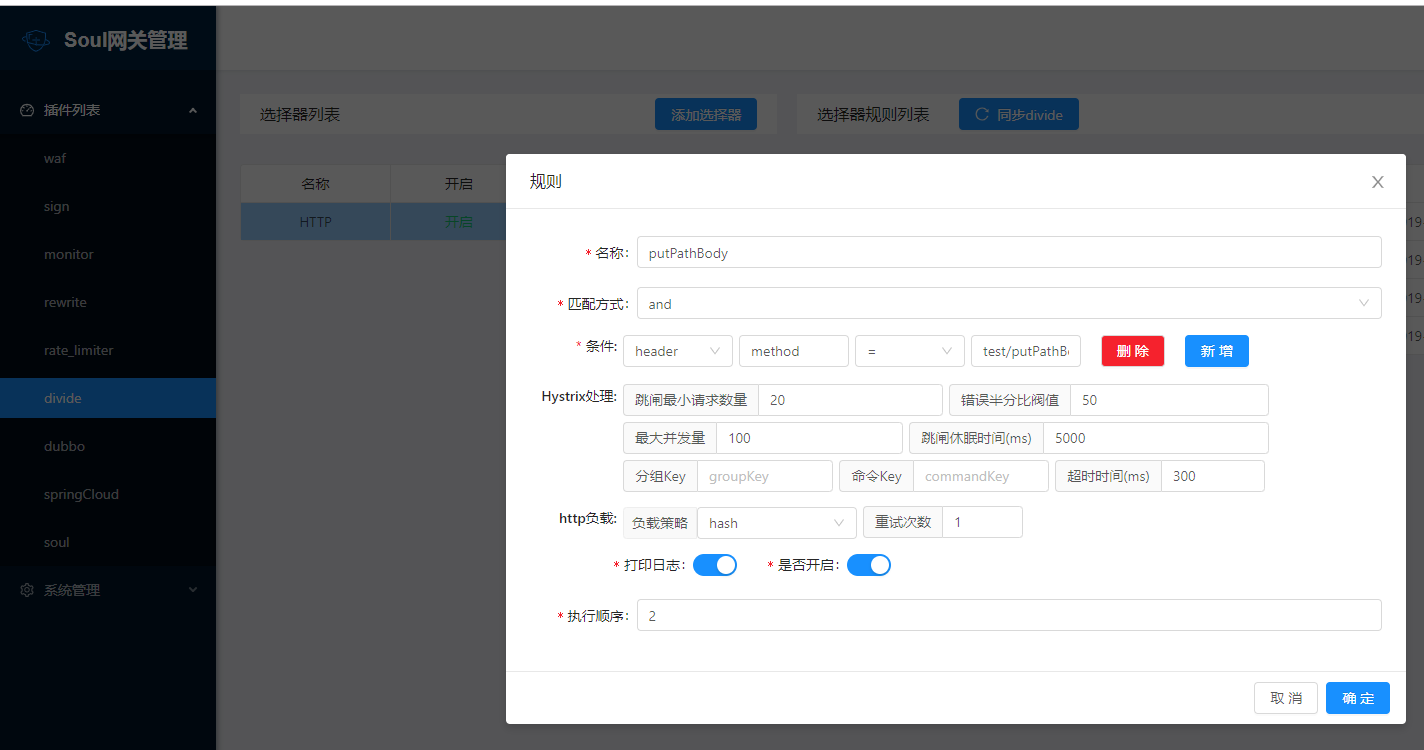 Soul网关管理
插件列表
waf
sign
monitor
rewrite
rate_limiter
divide
dubbo
springCloud
soul
系统管理
选择器列表
添加选择器
选择器规则列表
同步divide
名称 开启
HTTP 开启
19
19
19
19
规则
* 名称: putPathBody
* 匹配方式: and
* 条件: header method = test/putPathB 删 除 新 增
Hystrix处理: 跳闸最小请求数量 20 错误半分比阀值 50
最大并发量 100 跳闸休眠时间(ms) 5000
分组Key groupKey 命令Key commandKey 超时时间(ms) 300
http负载: 负载策略 hash 重试次数 1
* 打印日志: * 是否开启:
* 执行顺序: 2
取 消 确 定